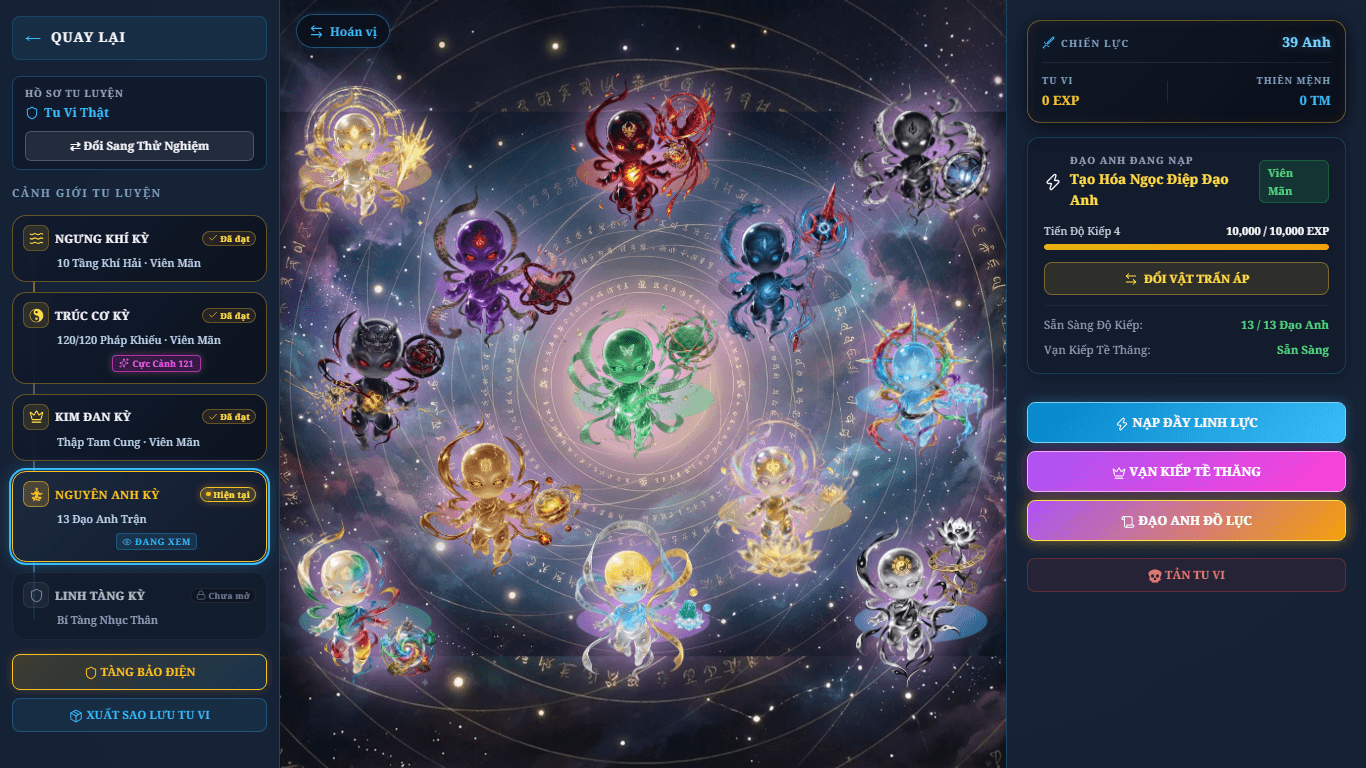 ← QUAY LẠI
HỒ SƠ TU LUYỆN
Tu Vi Thật
⇄ Đổi Sang Thử Nghiệm
CẢNH GIỚI TU LUYỆN
NGƯNG KHÍ KỲ
Đã đạt
10 Tầng Khí Hải · Viên Mãn
TRÚC CƠ KỲ
Đã đạt
120/120 Pháp Khiếu · Viên Mãn
Cực Cảnh 121
KIM ĐAN KỲ
Đã đạt
Thập Tam Cung · Viên Mãn
NGUYÊN ANH KỲ
Hiện tại
13 Đạo Anh Trận
ĐANG XEM
LINH TÀNG KỲ
Chưa mở
Bí Tàng Nhục Thân
TÀNG BẢO ĐIỆN
XUẤT SAO LƯU TU VI
Hoán vị
CHIẾN LỰC
39 Anh
TU VI
THIÊN MỆNH
0 EXP
0 TM
ĐẠO ANH ĐANG NẠP
Tạo Hóa Ngọc Điệp Đạo
Anh
Viên
Mãn
Tiến Độ Kiếp 4
10,000 / 10,000 EXP
ĐỔI VẬT TRẤN ÁP
Sẵn Sàng Độ Kiếp:
13 / 13 Đạo Anh
Vạn Kiếp Tề Thăng:
Sẵn Sàng
NẠP ĐẦY LINH LỰC
VẠN KIẾP TỀ THĂNG
ĐẠO ANH ĐỒ LỤC
TẢN TU VI